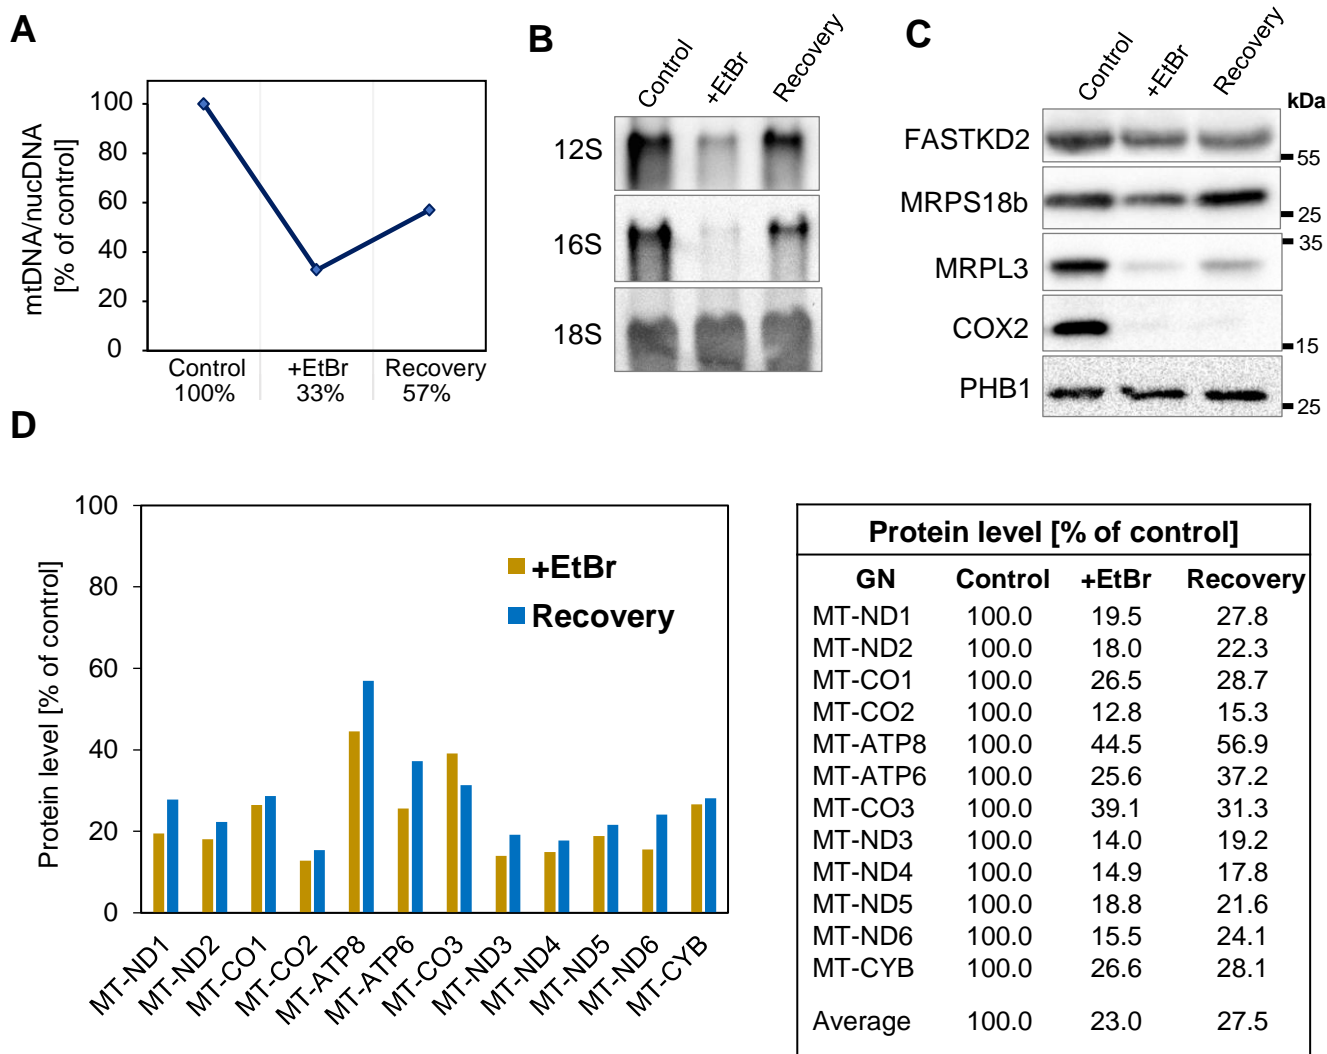 A
mtDNA/nucDNA
[% of control]
100
80
60
40
20
0
Control +EtBr Recovery
100% 33% 57%
B
Control +EtBr Recovery
12S
16S
18S
C
Control +EtBr Recovery
kDa
FASTKD2
55
MRPS18b
25
35
MRPL3
COX2
15
PHB1
25
D
Protein level [% of control]
100
80
60
40
20
0
+EtBr
Recovery
MT-ND1 MT-ND2 MT-CO1 MT-CO2 MT-ATP8 MT-ATP6 MT-CO3 MT-ND3 MT-ND4 MT-ND5 MT-ND6 MT-CYB
Protein level [% of control]
GN Control +EtBr Recovery
MT-ND1 100.0 19.5 27.8
MT-ND2 100.0 18.0 22.3
MT-CO1 100.0 26.5 28.7
MT-CO2 100.0 12.8 15.3
MT-ATP8 100.0 44.5 56.9
MT-ATP6 100.0 25.6 37.2
MT-CO3 100.0 39.1 31.3
MT-ND3 100.0 14.0 19.2
MT-ND4 100.0 14.9 17.8
MT-ND5 100.0 18.8 21.6
MT-ND6 100.0 15.5 24.1
MT-CYB 100.0 26.6 28.1
Average 100.0 23.0 27.5